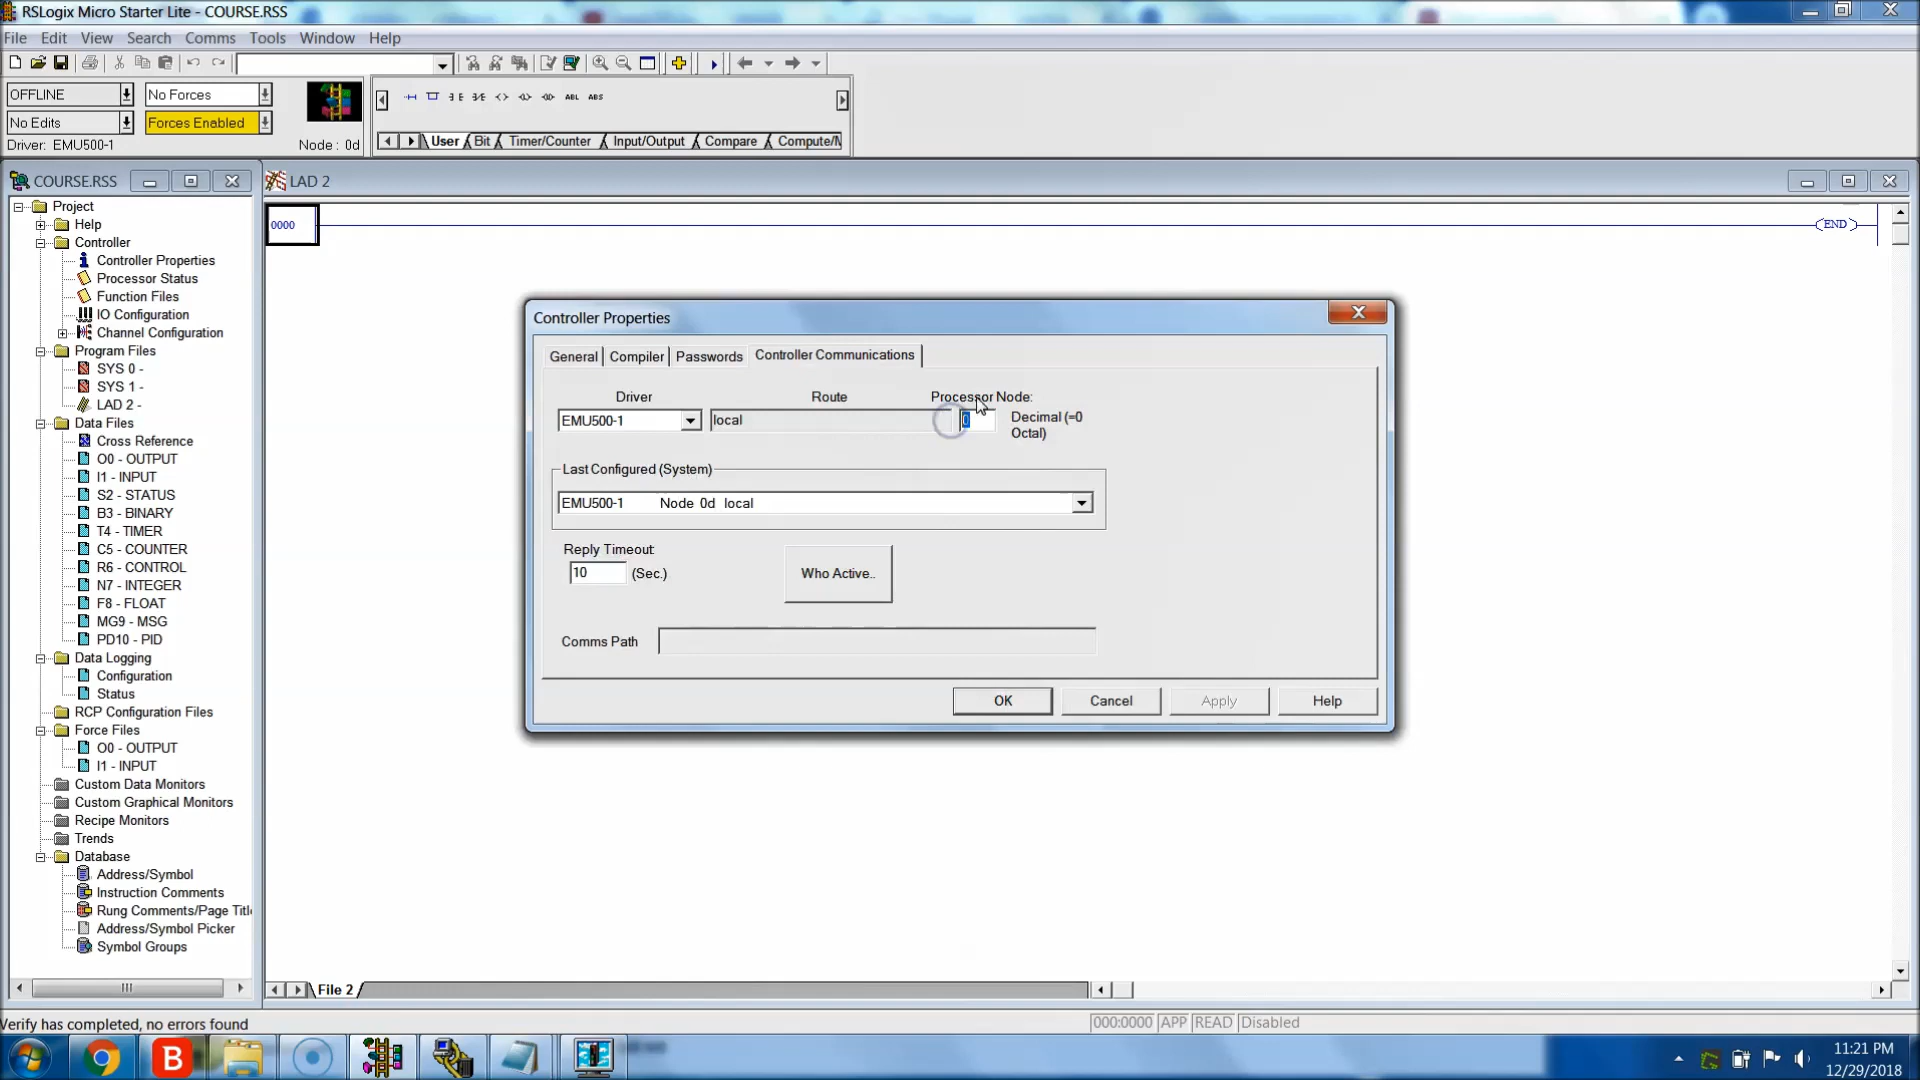 RSLogix Micro Starter Lite - COURSE.RSS
File Edit View Search Comms Tools Window Help
OFFLINE No Forces
No Edits Forces Enabled
Driver: EMU500-1 Node : 0d
ABL ABS
User Bit Timer/Counter Input/Output Compare Compute/M
COURSE.RSS
LAD 2
Project
Help
Controller
Controller Properties
Processor Status
Function Files
IO Configuration
Channel Configuration
Program Files
SYS 0 -
SYS 1 -
LAD 2 -
Data Files
Cross Reference
O0 - OUTPUT
I1 - INPUT
S2 - STATUS
B3 - BINARY
T4 - TIMER
C5 - COUNTER
R6 - CONTROL
N7 - INTEGER
F8 - FLOAT
MG9 - MSG
PD10 - PID
Data Logging
Configuration
Status
RCP Configuration Files
Force Files
O0 - OUTPUT
I1 - INPUT
Custom Data Monitors
Custom Graphical Monitors
Recipe Monitors
Trends
Database
Address/Symbol
Instruction Comments
Rung Comments/Page Title
Address/Symbol Picker
Symbol Groups
0000
END
Controller Properties
General Compiler Passwords Controller Communications
Driver Route Processor Node:
EMU500-1 local 0 Decimal (=0
Octal)
Last Configured (System)
EMU500-1 Node 0d local
Reply Timeout:
10 (Sec.) Who Active..
Comms Path
OK Cancel Apply Help
File 2
Verify has completed, no errors found
000:0000 APP READ Disabled
B
11:21 PM
12/29/2018